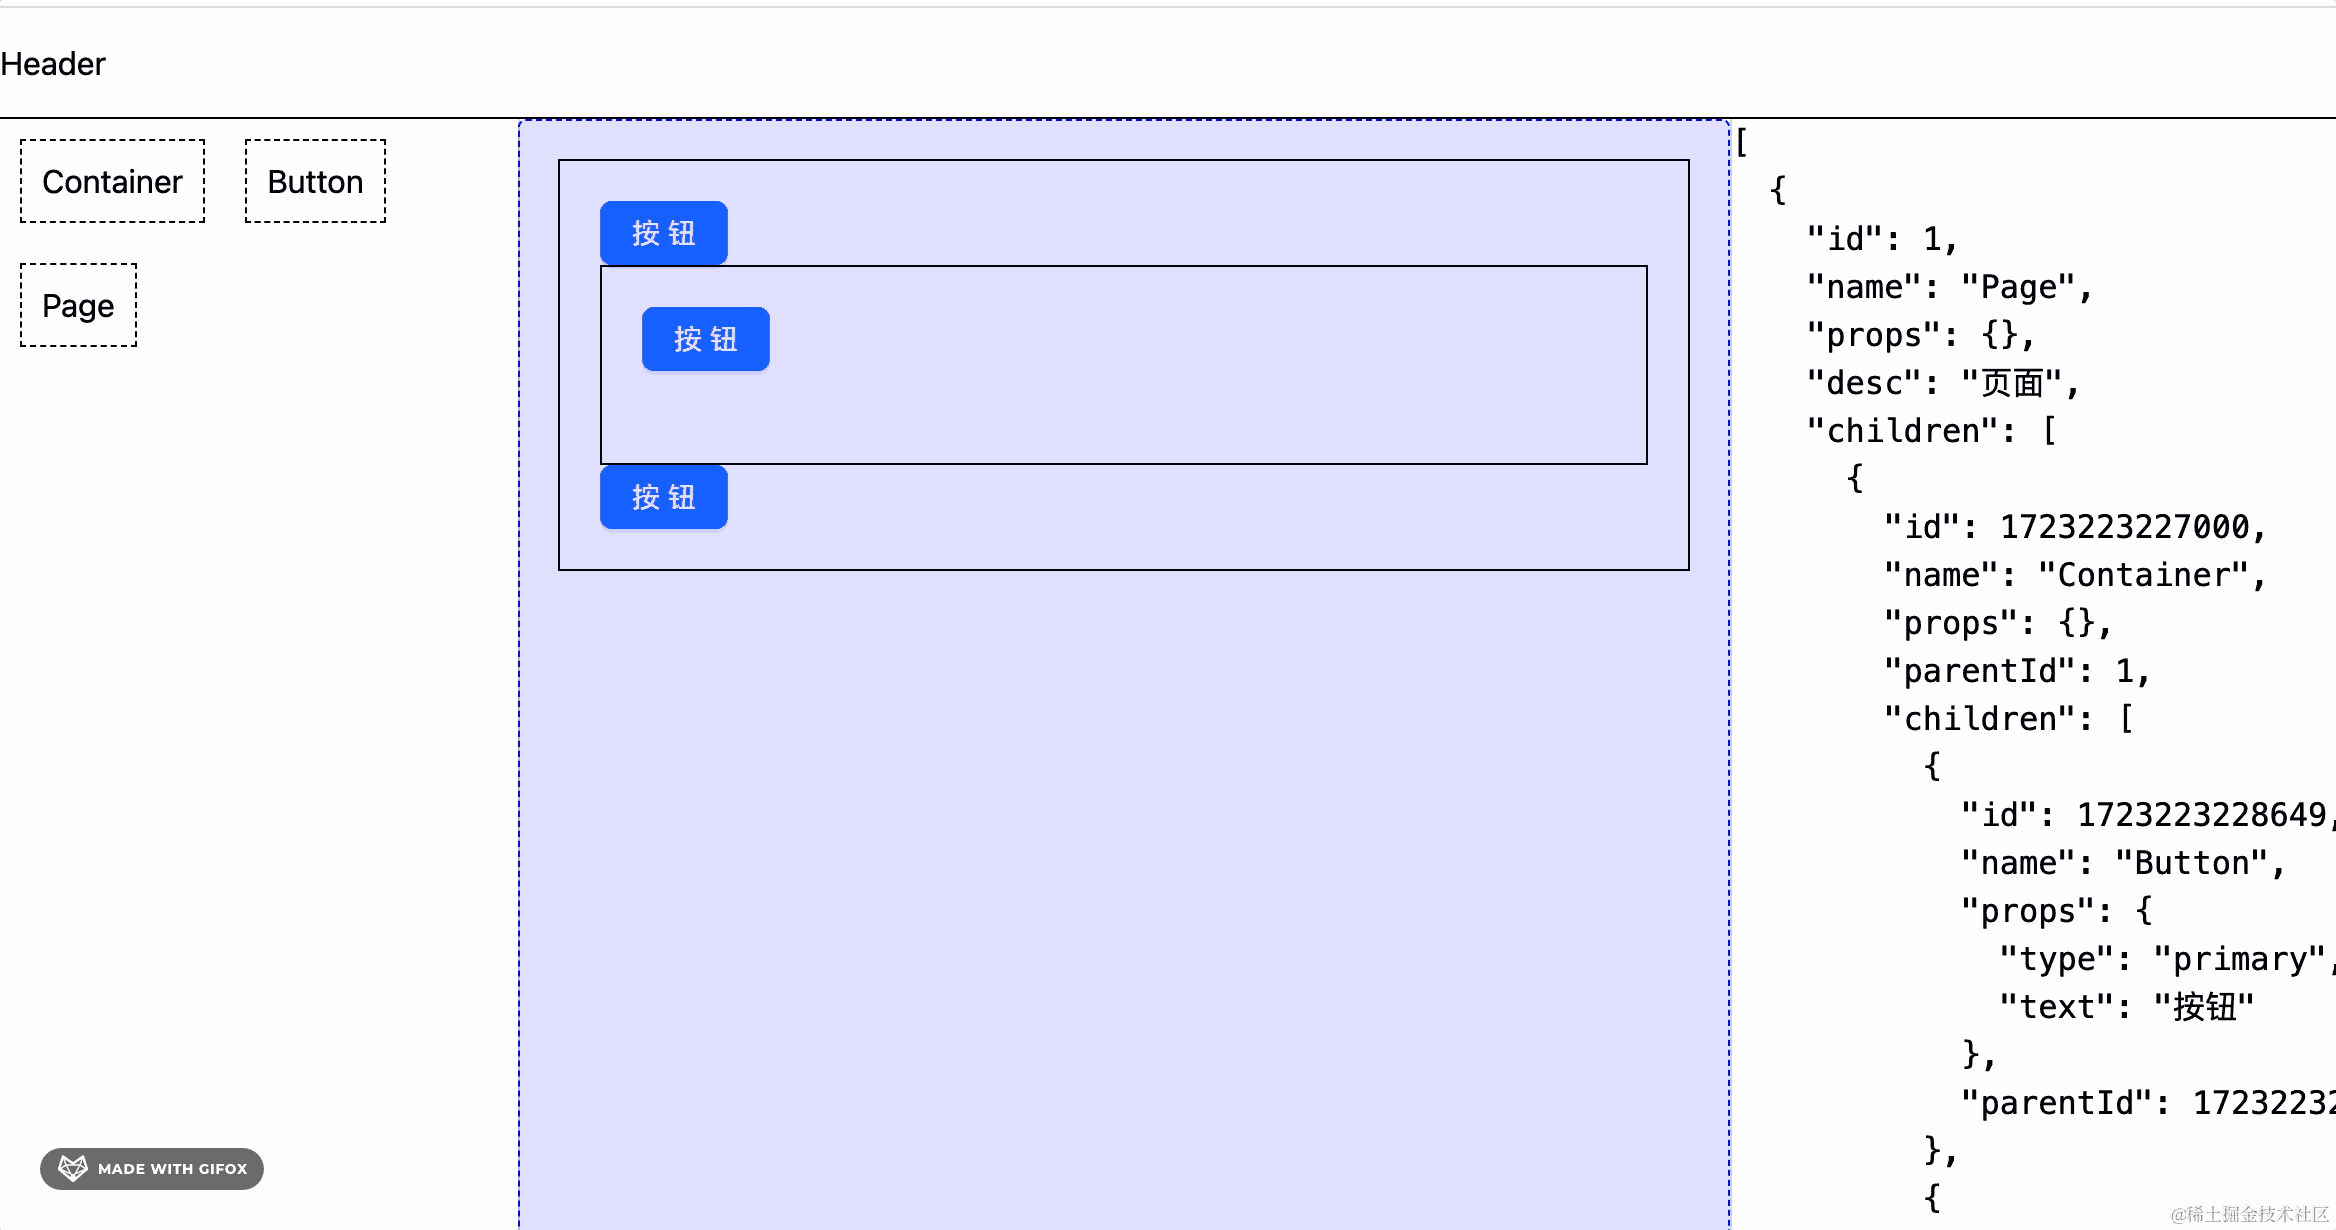 Header
Container
Button
Page
按 钮
按 钮
按 钮
[
{
"id": 1,
"name": "Page",
"props": {},
"desc": "页面",
"children": [
{
"id": 1723223227000,
"name": "Container",
"props": {},
"parentId": 1,
"children": [
{
"id": 1723223228649,
"name": "Button",
"props": {
"type": "primary",
"text": "按钮"
},
"parentId": 17232232
},
{
MADE WITH GIFOX
@稀土掘金技术社区